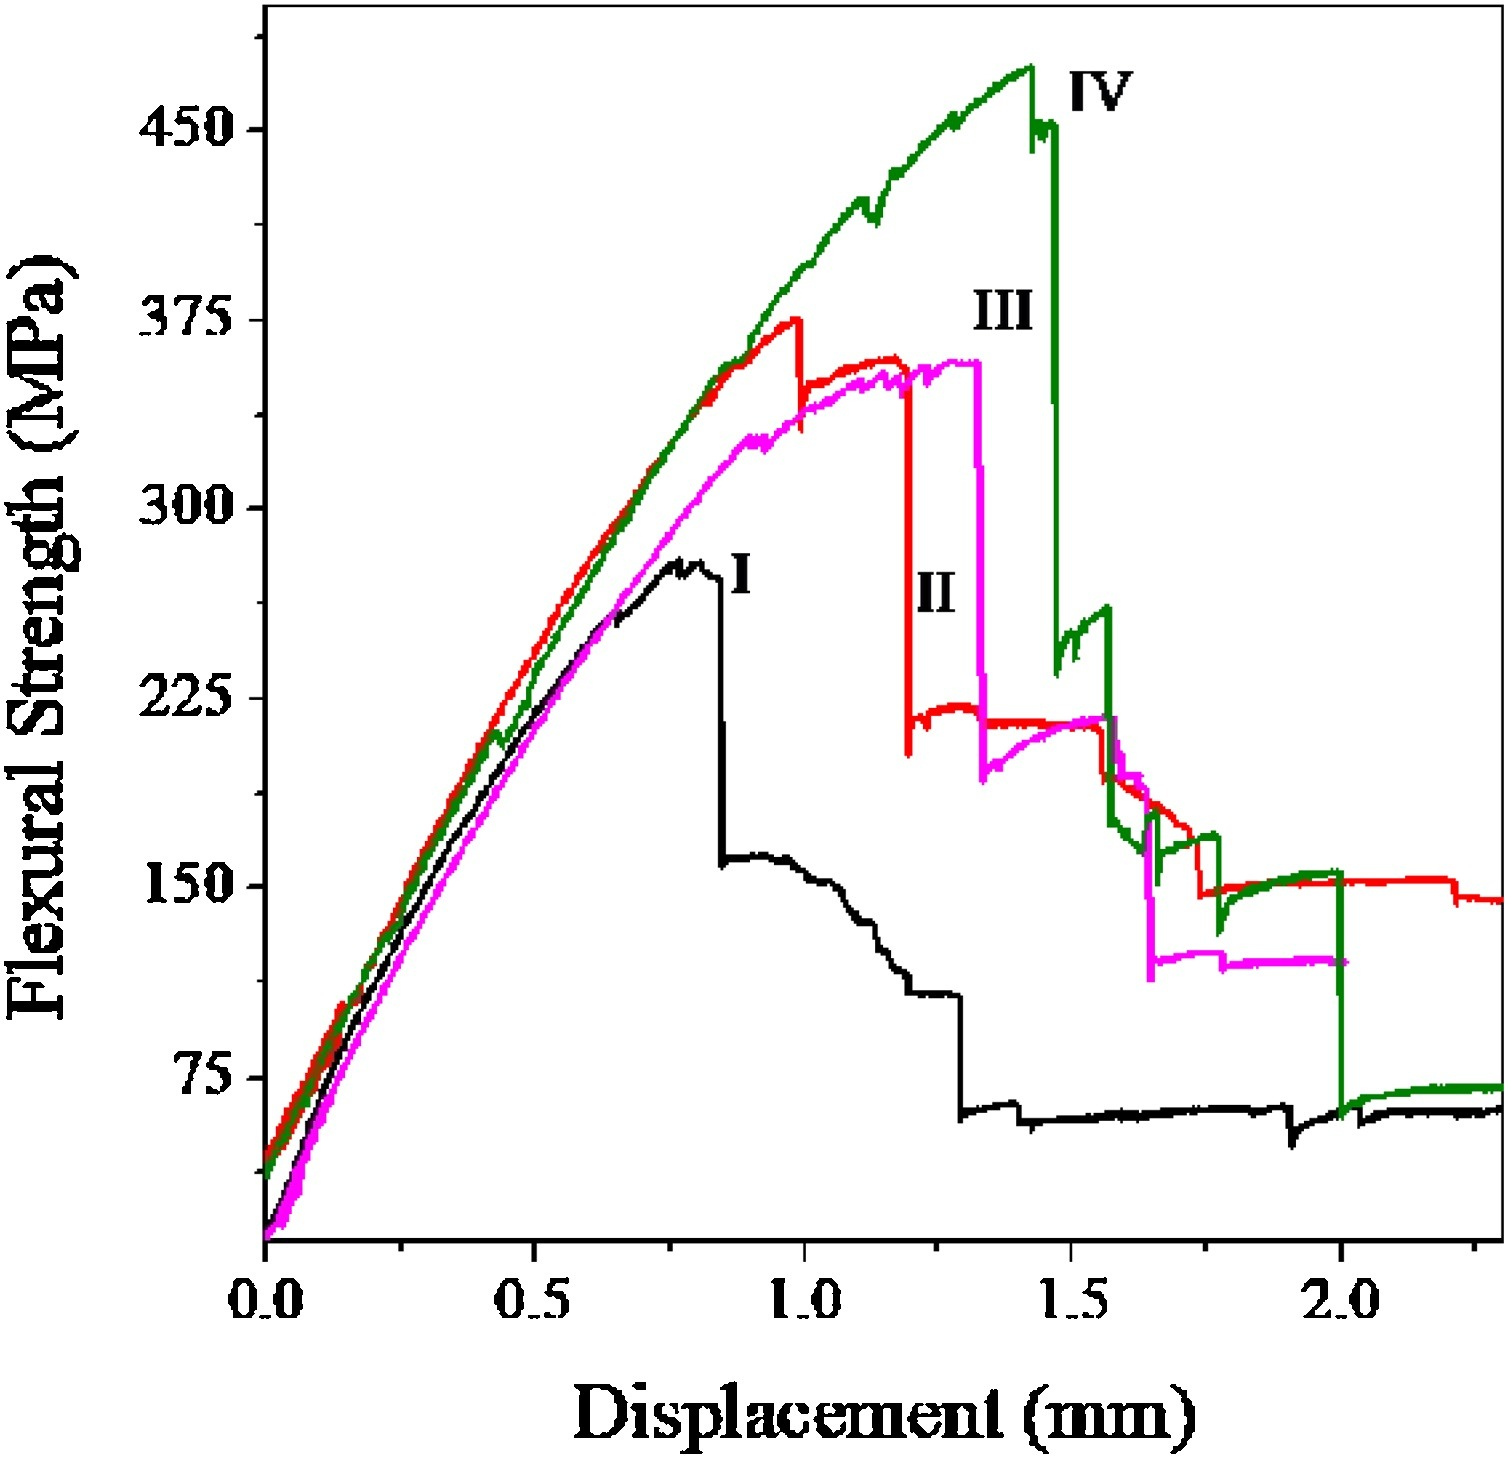 Flexural Strength (MPa)
450
375
300
225
150
75
IV
III
I
II
0.0 0.5 1.0 1.5 2.0
Displacement (mm)